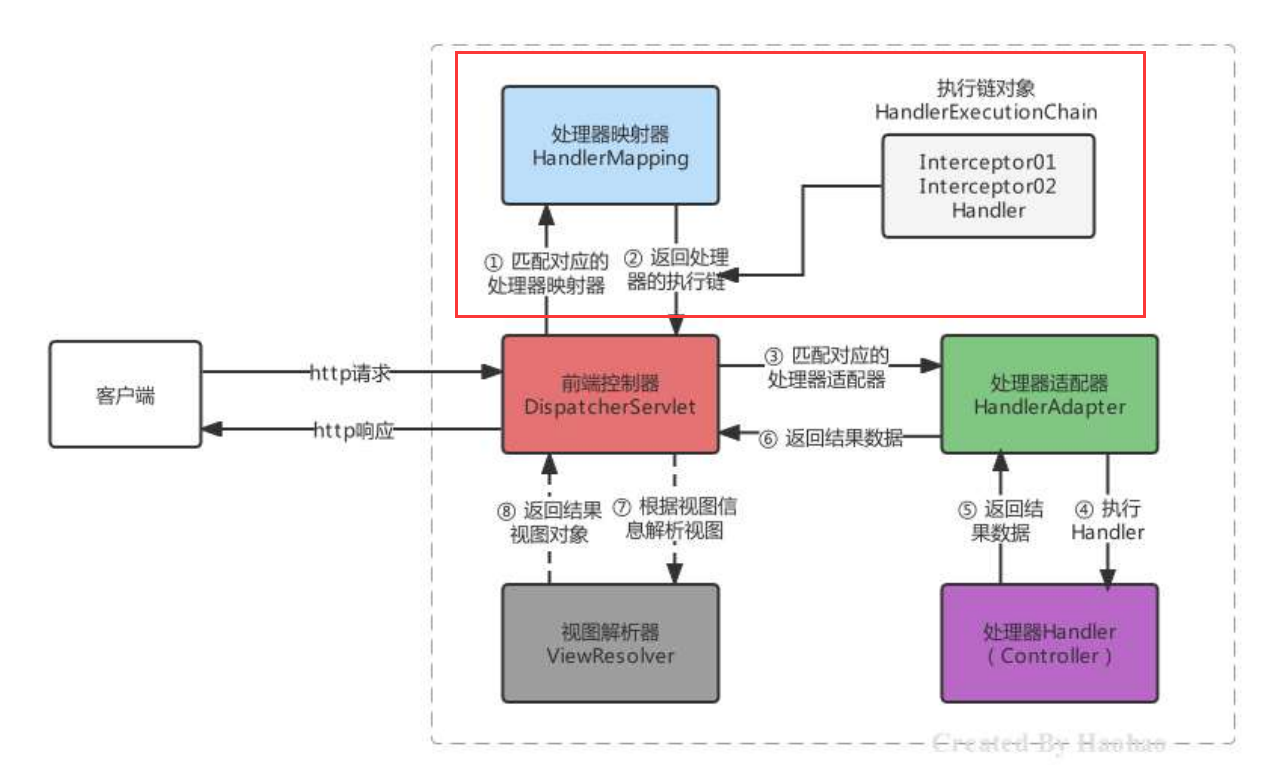 执行链对象
HandlerExecutionChain
处理器映射器
HandlerMapping
Interceptor01
Interceptor02
Handler
① 匹配对应的
处理器映射器
② 返回处理
器的执行链
客户端
http请求
http响应
前端控制器
DispatcherServlet
③ 匹配对应的
处理器适配器
⑥ 返回结果数据
处理器适配器
HandlerAdapter
⑧ 返回结果
视图对象
⑦ 根据视图信
息解析视图
⑤ 返回结
果数据
④ 执行
Handler
视图解析器
ViewResolver
处理器Handler
( Controller )
Created By Haohao